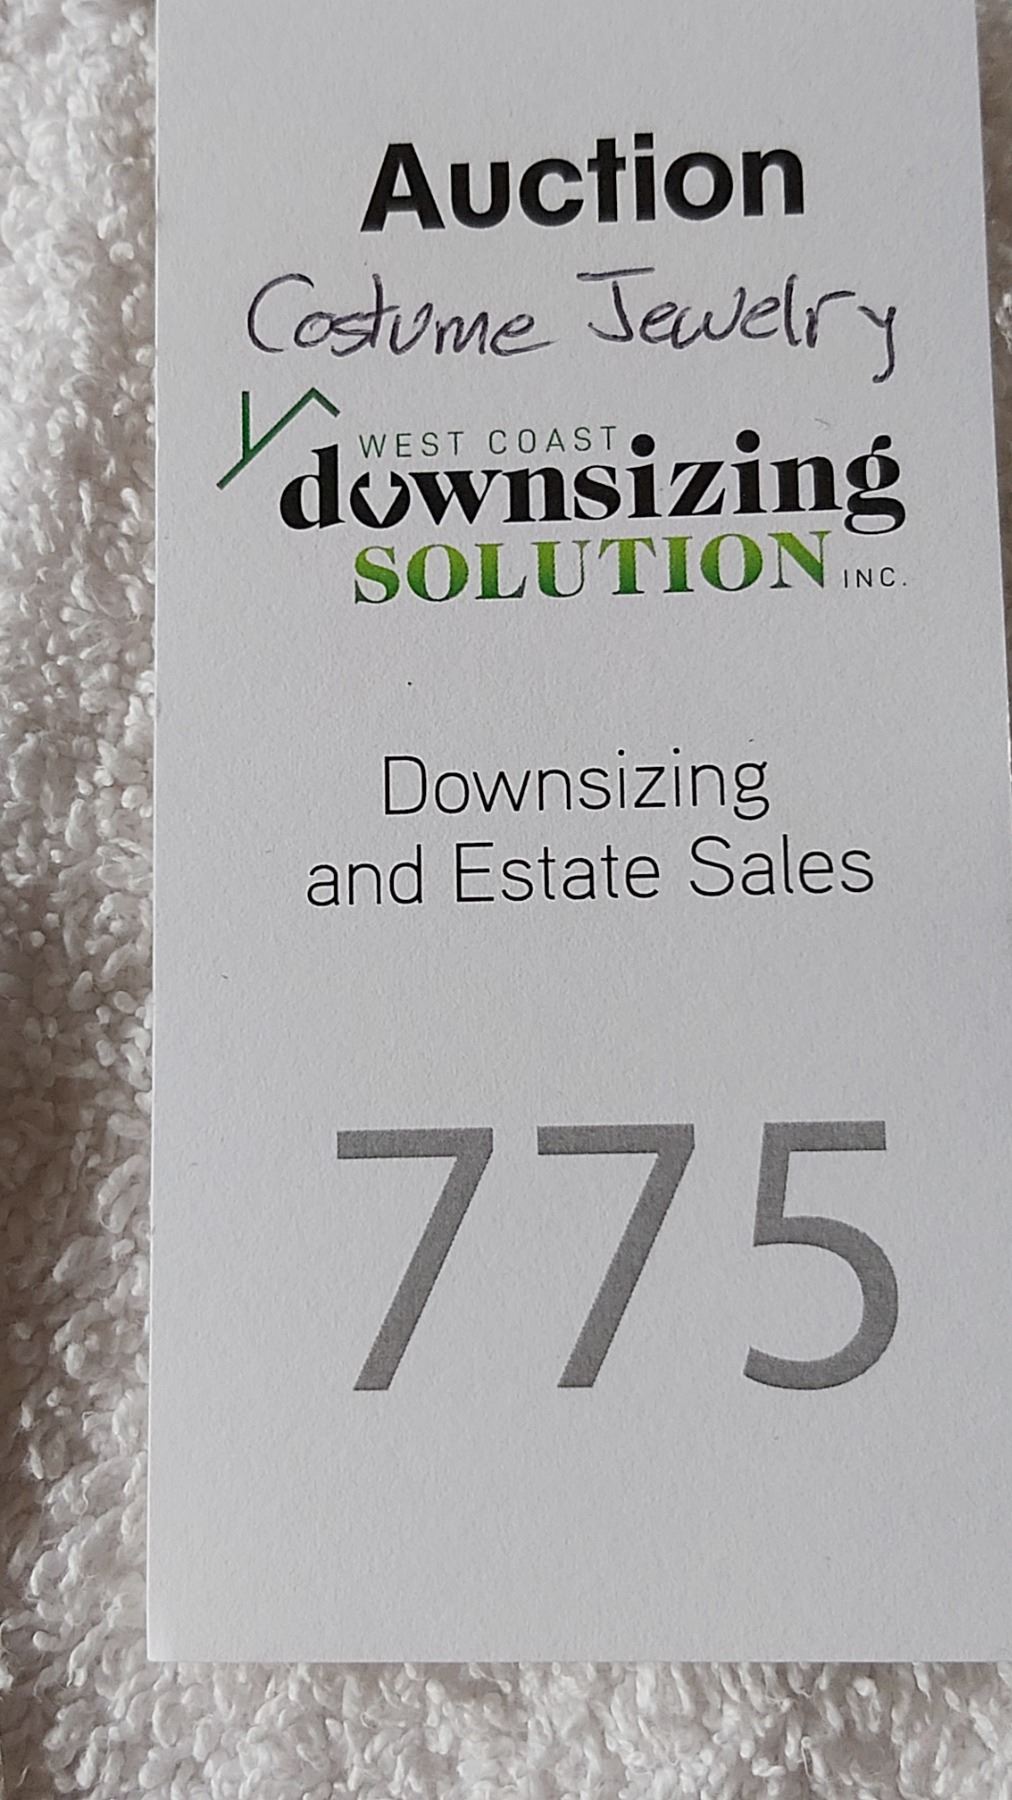 Auction
Costume Jewelry
WEST COAST
downsizing
SOLUTION INC.
Downsizing
and Estate Sales
775